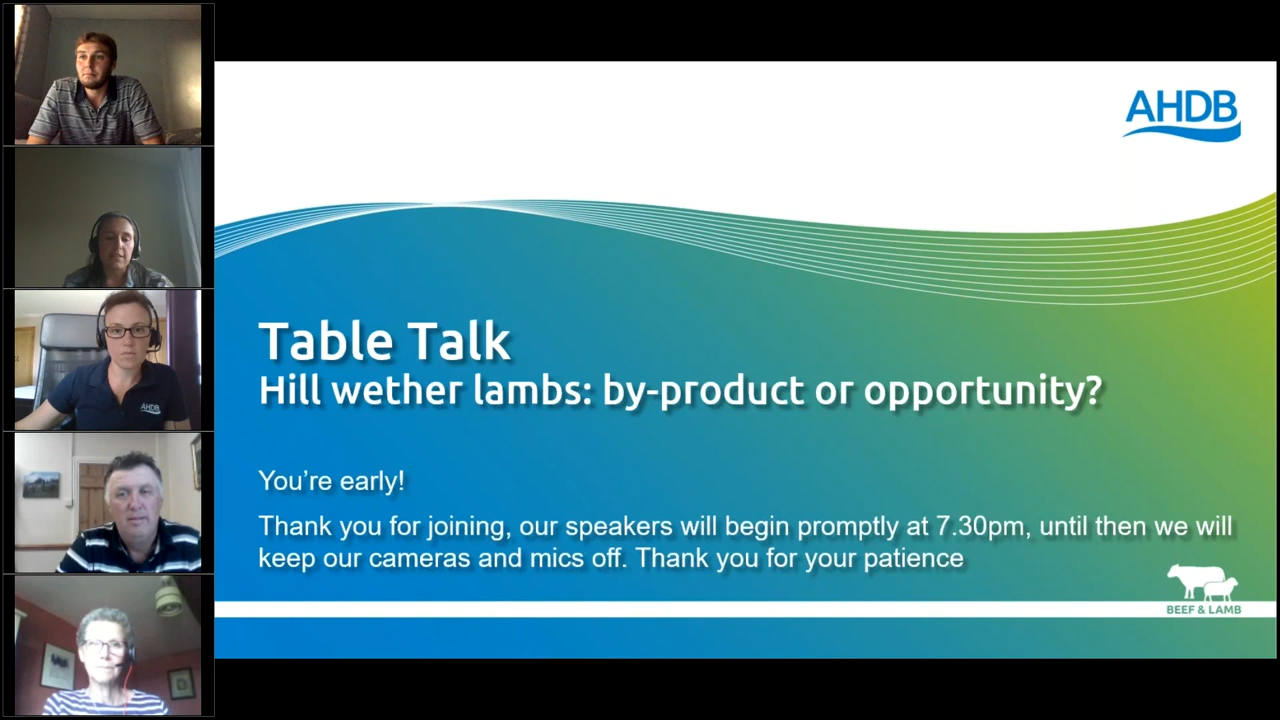 AHDB
Table Talk
Hill wether lambs: by-product or opportunity?
You're early!
Thank you for joining, our speakers will begin promptly at 7.30pm, until then we will
keep our cameras and mics off. Thank you for your patience
BEEF & LAMB
AHDB